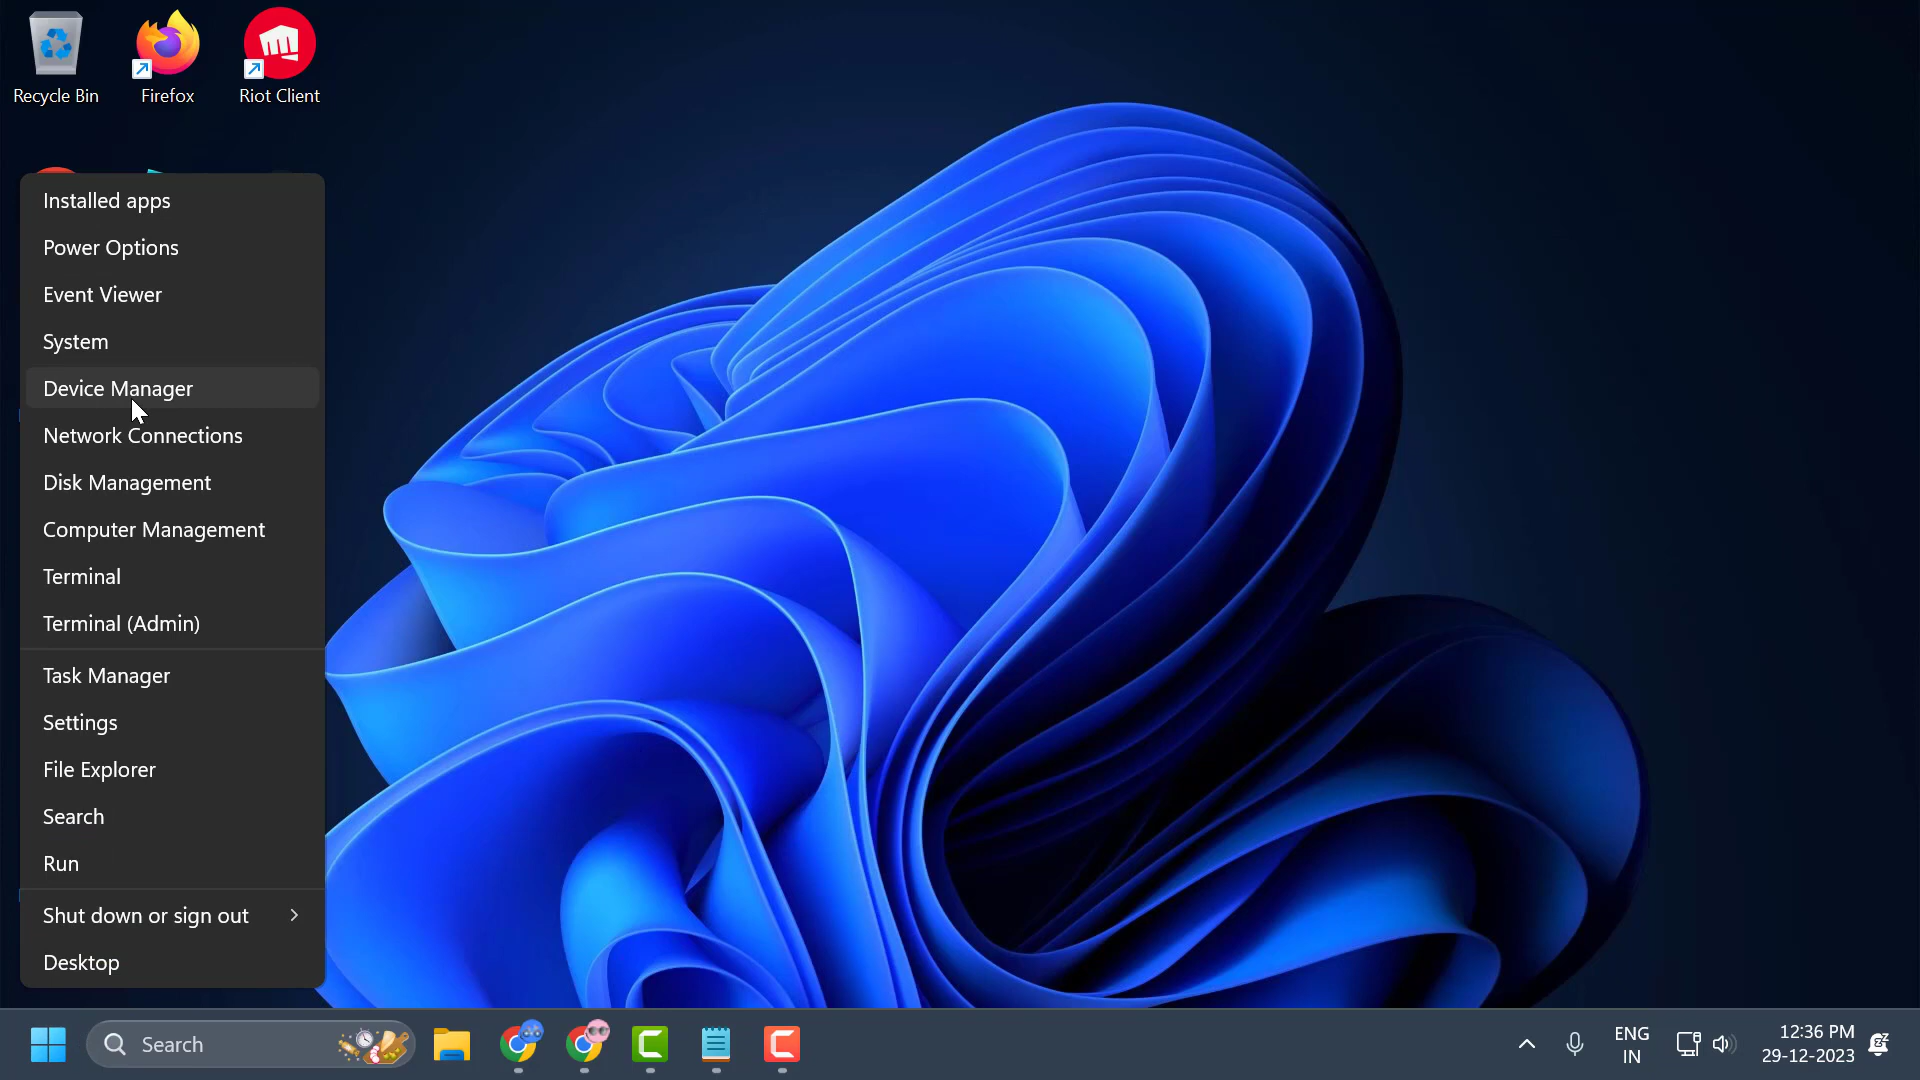 Recycle Bin
Firefox
Riot Client
Installed apps
Power Options
Event Viewer
System
Device Manager
Network Connections
Disk Management
Computer Management
Terminal
Terminal (Admin)
Task Manager
Settings
File Explorer
Search
Run
Shut down or sign out
Desktop
Search
ENG
IN
12:36 PM
29-12-2023